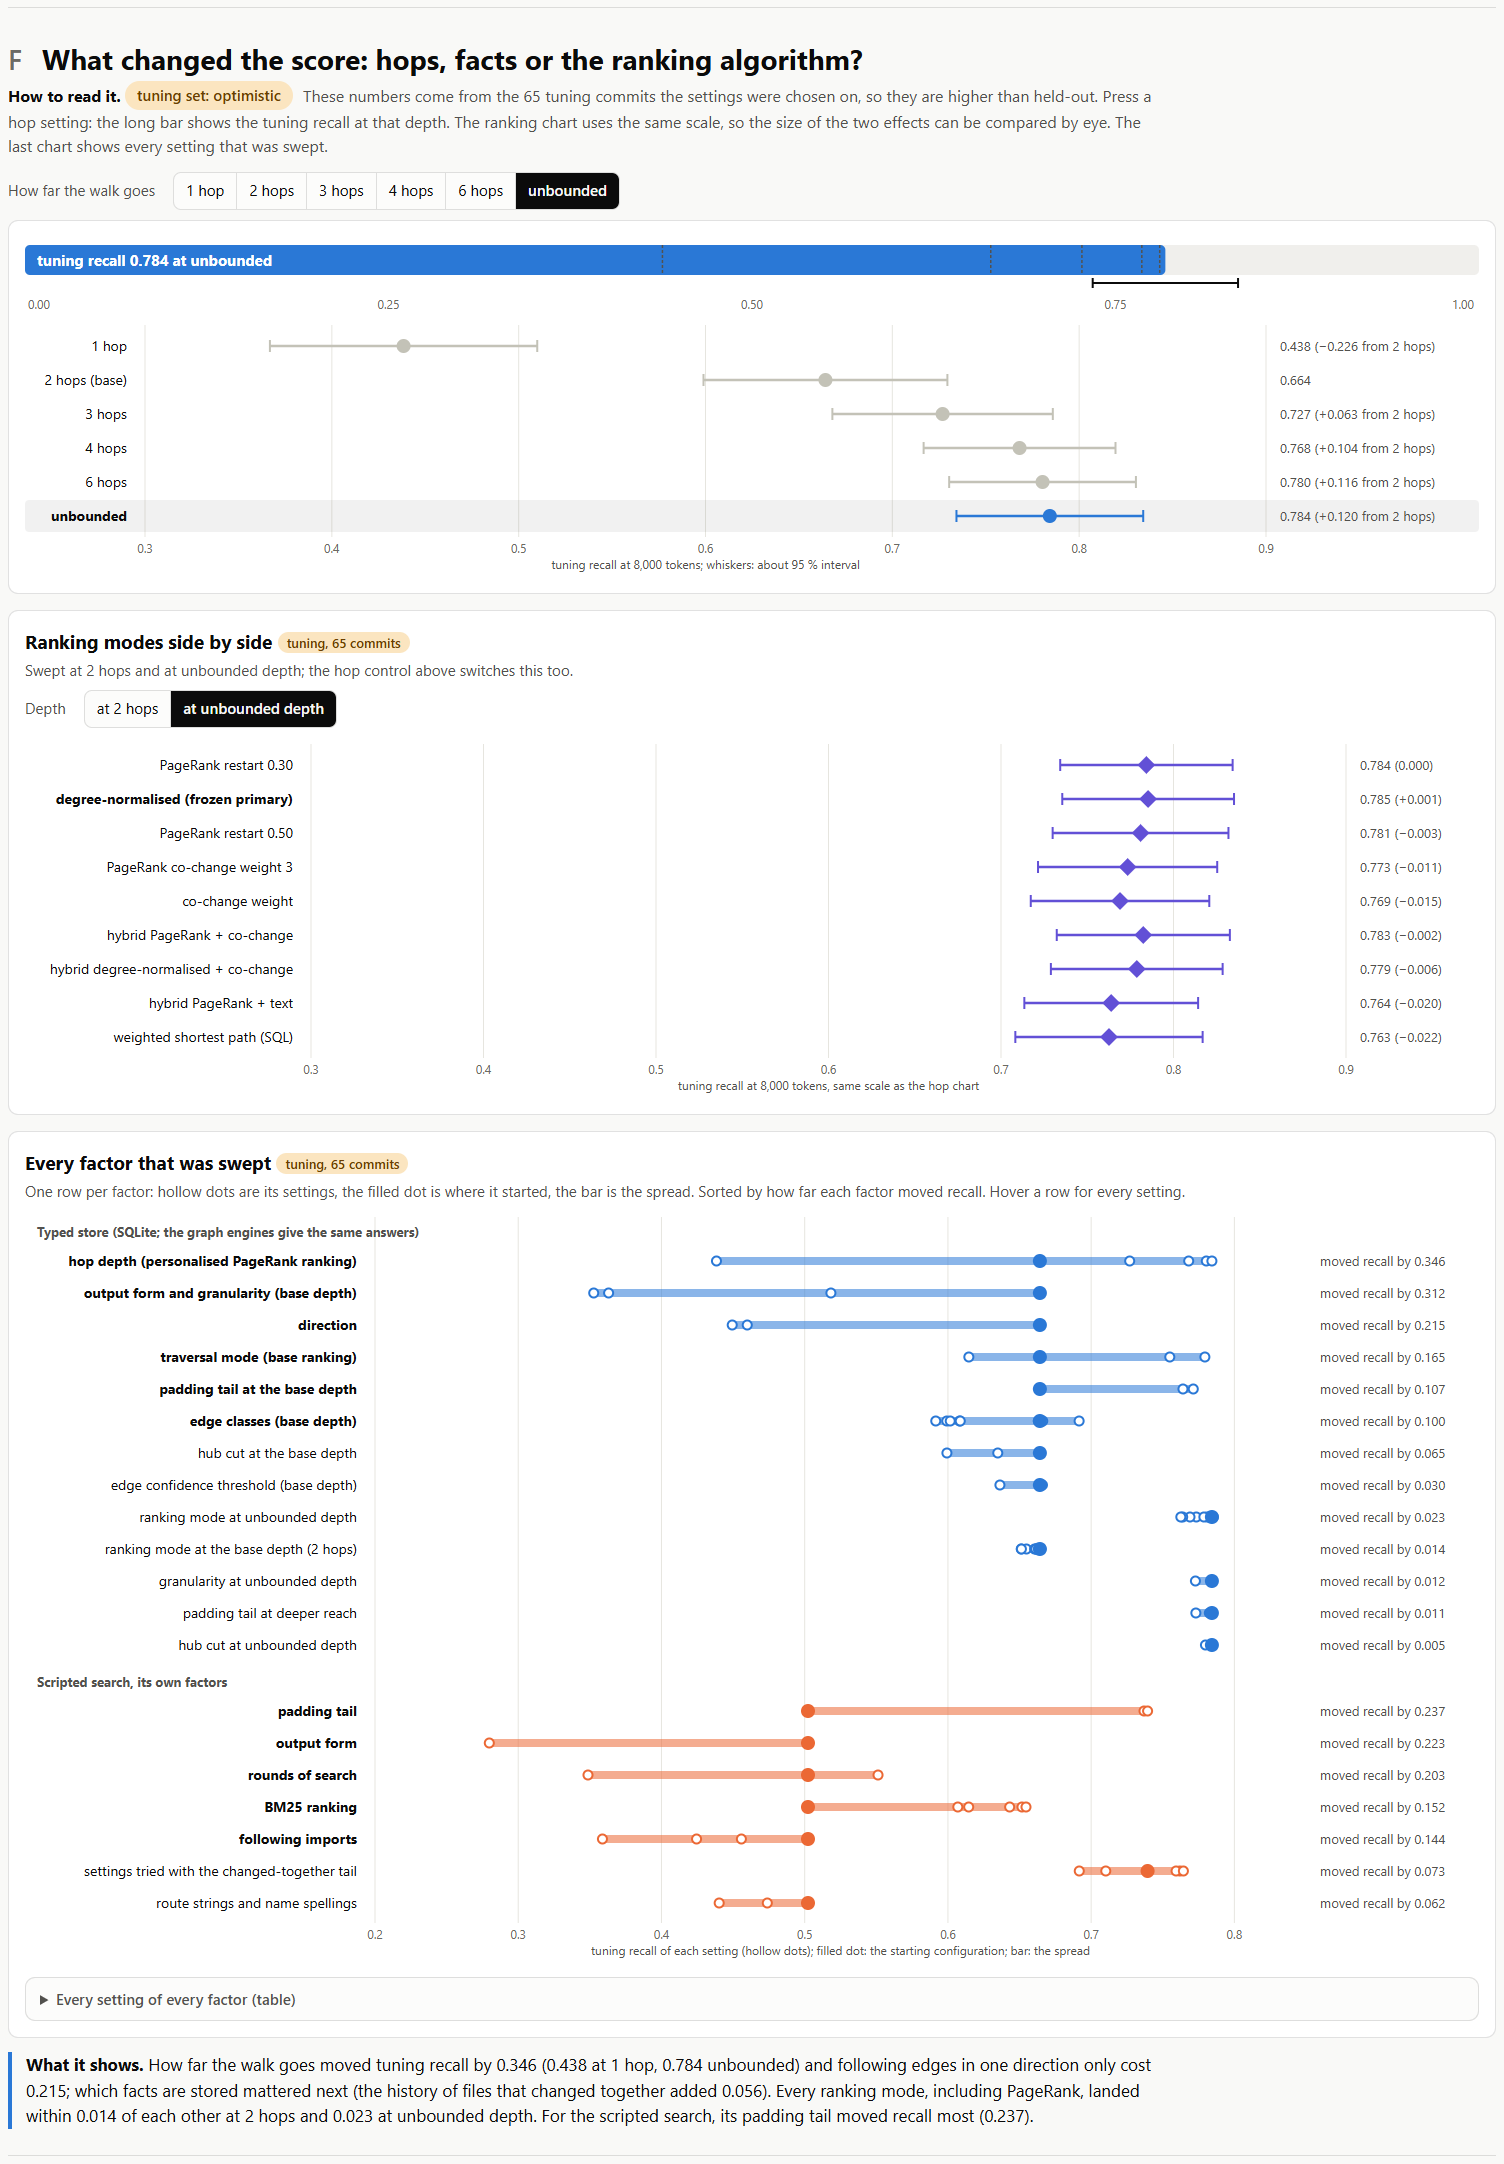 F What changed the score: hops, facts or the ranking algorithm?
How to read it. tuning set: optimistic These numbers come from the 65 tuning commits the settings were chosen on, so they are higher than held-out. Press a
hop setting: the long bar shows the tuning recall at that depth. The ranking chart uses the same scale, so the size of the two effects can be compared by eye. The
last chart shows every setting that was swept.
How far the walk goes 1 hop 2 hops 3 hops 4 hops 6 hops unbounded
tuning recall 0.784 at unbounded
0.00 0.25 0.50 0.75 1.00
1 hop 0.438 (−0.226 from 2 hops)
2 hops (base) 0.664
3 hops 0.727 (+0.063 from 2 hops)
4 hops 0.768 (+0.104 from 2 hops)
6 hops 0.780 (+0.116 from 2 hops)
unbounded 0.784 (+0.120 from 2 hops)
0.3 0.4 0.5 0.6 0.7 0.8 0.9
tuning recall at 8,000 tokens; whiskers: about 95 % interval
Ranking modes side by side tuning, 65 commits
Swept at 2 hops and at unbounded depth; the hop control above switches this too.
Depth at 2 hops at unbounded depth
PageRank restart 0.30 0.784 (0.000)
degree-normalised (frozen primary) 0.785 (+0.001)
PageRank restart 0.50 0.781 (−0.003)
PageRank co-change weight 3 0.773 (−0.011)
co-change weight 0.769 (−0.015)
hybrid PageRank + co-change 0.783 (−0.002)
hybrid degree-normalised + co-change 0.779 (−0.006)
hybrid PageRank + text 0.764 (−0.020)
weighted shortest path (SQL) 0.763 (−0.022)
0.3 0.4 0.5 0.6 0.7 0.8 0.9
tuning recall at 8,000 tokens, same scale as the hop chart
Every factor that was swept tuning, 65 commits
One row per factor: hollow dots are its settings, the filled dot is where it started, the bar is the spread. Sorted by how far each factor moved recall. Hover a row for every setting.
Typed store (SQLite; the graph engines give the same answers)
hop depth (personalised PageRank ranking) moved recall by 0.346
output form and granularity (base depth) moved recall by 0.312
direction moved recall by 0.215
traversal mode (base ranking) moved recall by 0.165
padding tail at the base depth moved recall by 0.107
edge classes (base depth) moved recall by 0.100
hub cut at the base depth moved recall by 0.065
edge confidence threshold (base depth) moved recall by 0.030
ranking mode at unbounded depth moved recall by 0.023
ranking mode at the base depth (2 hops) moved recall by 0.014
granularity at unbounded depth moved recall by 0.012
padding tail at deeper reach moved recall by 0.011
hub cut at unbounded depth moved recall by 0.005
Scripted search, its own factors
padding tail moved recall by 0.237
output form moved recall by 0.223
rounds of search moved recall by 0.203
BM25 ranking moved recall by 0.152
following imports moved recall by 0.144
settings tried with the changed-together tail moved recall by 0.073
route strings and name spellings moved recall by 0.062
0.2 0.3 0.4 0.5 0.6 0.7 0.8
tuning recall of each setting (hollow dots); filled dot: the starting configuration; bar: the spread
▶ Every setting of every factor (table)
What it shows. How far the walk goes moved tuning recall by 0.346 (0.438 at 1 hop, 0.784 unbounded) and following edges in one direction only cost
0.215; which facts are stored mattered next (the history of files that changed together added 0.056). Every ranking mode, including PageRank, landed
within 0.014 of each other at 2 hops and 0.023 at unbounded depth. For the scripted search, its padding tail moved recall most (0.237).